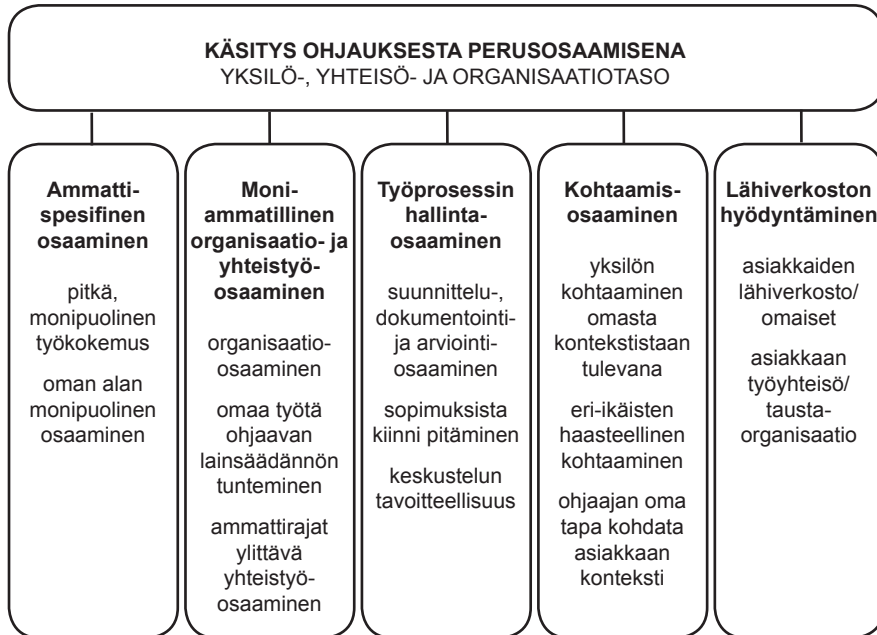 KÄSITYS OHJAUKSESTA PERUSOSAAMISENA
YKSILÖ-, YHTEISÖ- JA ORGANISAATIOTASO
Ammatti-
spesifinen
osaaminen
pitkä,
monipuolinen
työkokemus
oman alan
monipuolinen
osaaminen
Moni-
ammatillinen
organisaatio- ja
yhteistyö-
osaaminen
organisaatio-
osaaminen
omaa työtä
ohjaavan
lainsäädännön
tunteminen
ammattirajat
ylittävä
yhteistyö-
osaaminen
Työprosessin
hallinta-
osaaminen
suunnittelu-,
dokumentointi-
ja arviointi-
osaaminen
sopimuksista
kiinni pitäminen
keskustelun
tavoitteellisuus
Kohtaamis-
osaaminen
yksilön
kohtaaminen
omasta
kontekstistaan
tulevana
eri-ikäisten
haasteellinen
kohtaaminen
ohjaajan oma
tapa kohdata
asiakkaan
konteksti
Lähiverkoston
hyödyntäminen
asiakkaiden
lähiverkosto/
omaiset
asiakkaan
työyhteisö/
tausta-
organisaatio